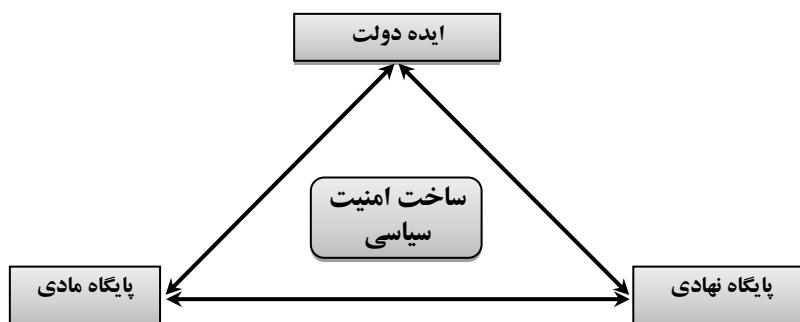 ایده دولت
ساخت امنیت
سیاسی
پایگاه نهادی
پایگاه مادی